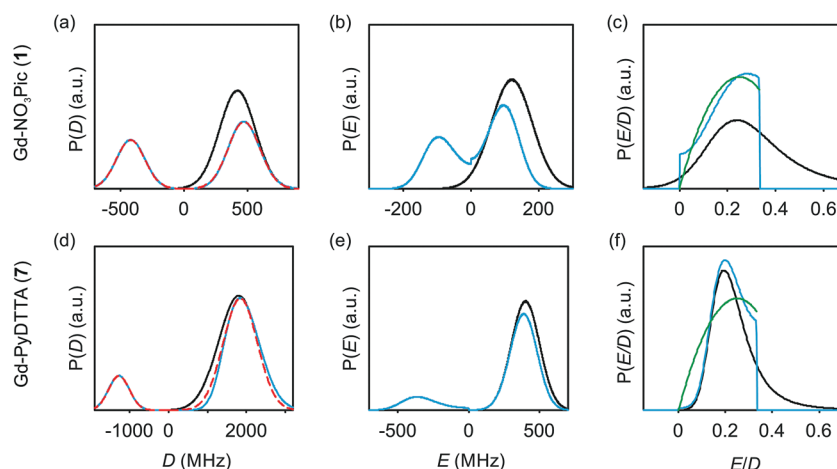 (a) (b) (c)
Gd-NO₃Pic (1)
P(D) (a.u.)
P(E) (a.u.)
P(E/D) (a.u.)
-500 0 500
-200 0 200
0 0.2 0.4 0.6
(d) (e) (f)
Gd-PyDTTA (7)
P(D) (a.u.)
P(E) (a.u.)
P(E/D) (a.u.)
-1000 0 2000
-500 0 500
0 0.2 0.4 0.6
D (MHz) E (MHz) E/D